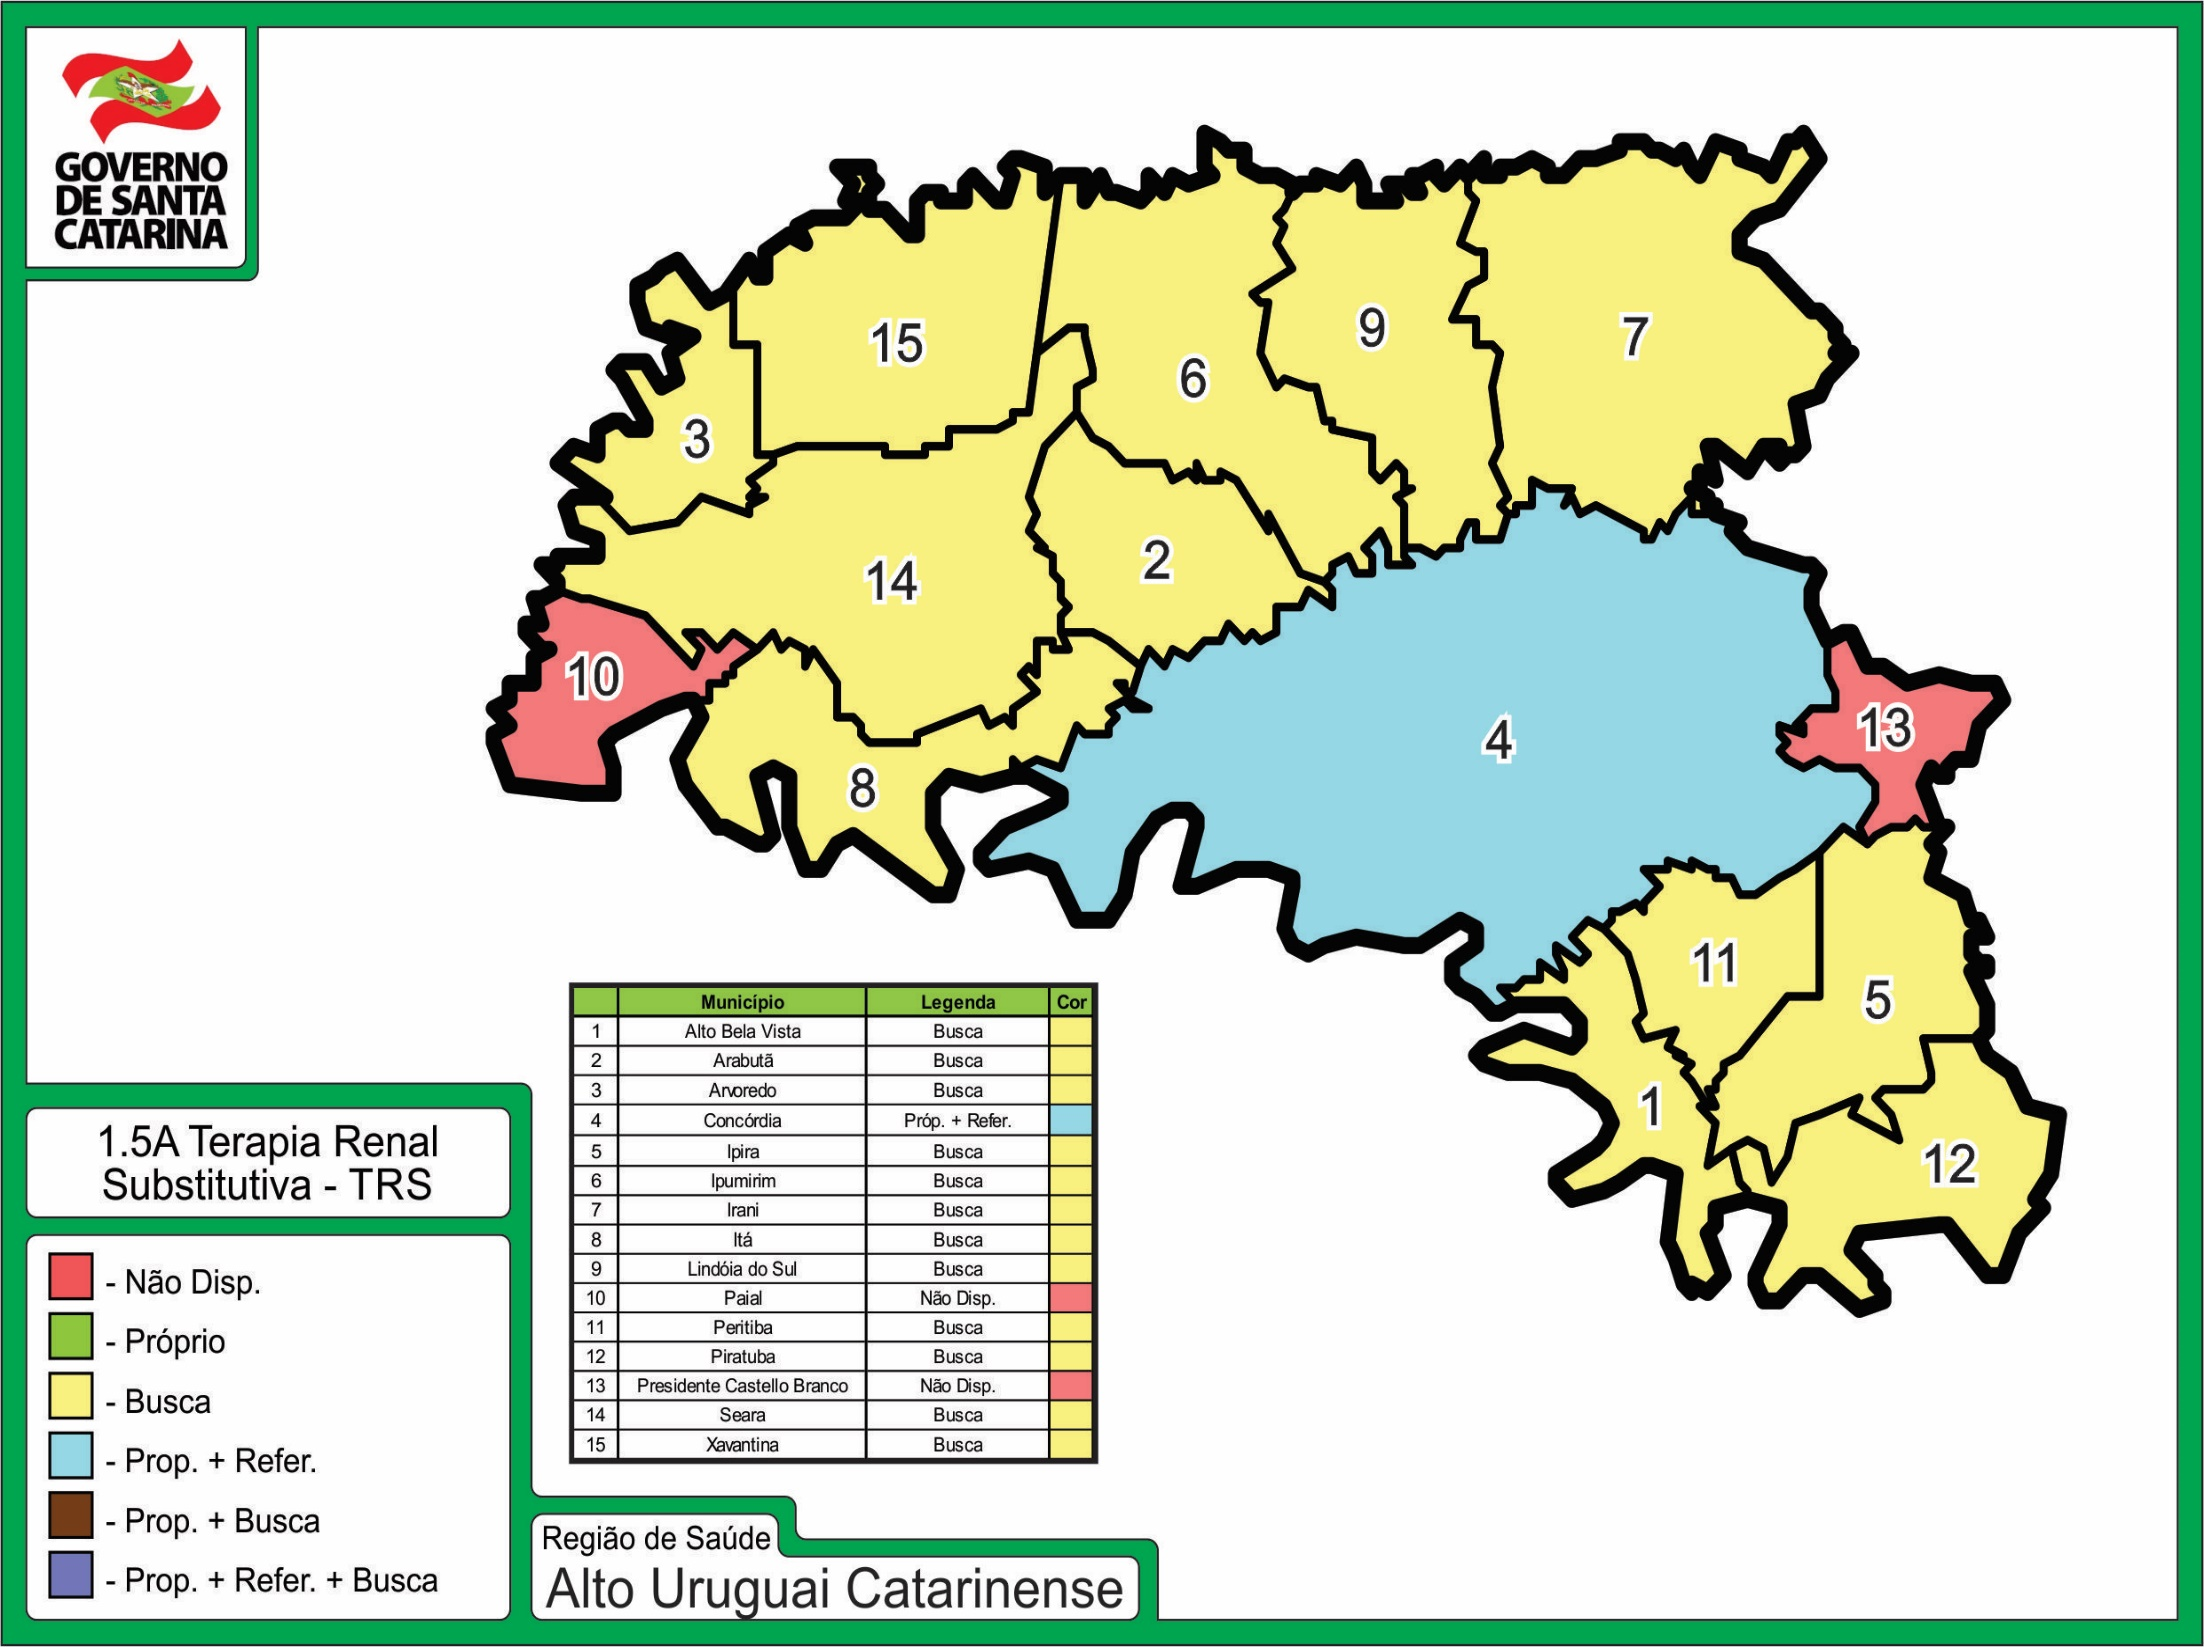 GOVERNO
DE SANTA
CATARINA
15
9
7
6
3
2
14
10
4
13
8
11
5
1
12
Município Legenda Cor
1 Alto Bela Vista Busca
2 Arabutã Busca
3 Arvoredo Busca
4 Concórdia Próp. + Refer.
5 Ipira Busca
6 Ipumirim Busca
7 Irani Busca
8 Itá Busca
9 Lindóia do Sul Busca
10 Paial Não Disp.
11 Peritiba Busca
12 Piratuba Busca
13 Presidente Castello Branco Não Disp.
14 Seara Busca
15 Xavantina Busca
1.5A Terapia Renal
Substitutiva - TRS
- Não Disp.
- Próprio
- Busca
- Prop. + Refer.
- Prop. + Busca
- Prop. + Refer. + Busca
Região de Saúde
Alto Uruguai Catarinense